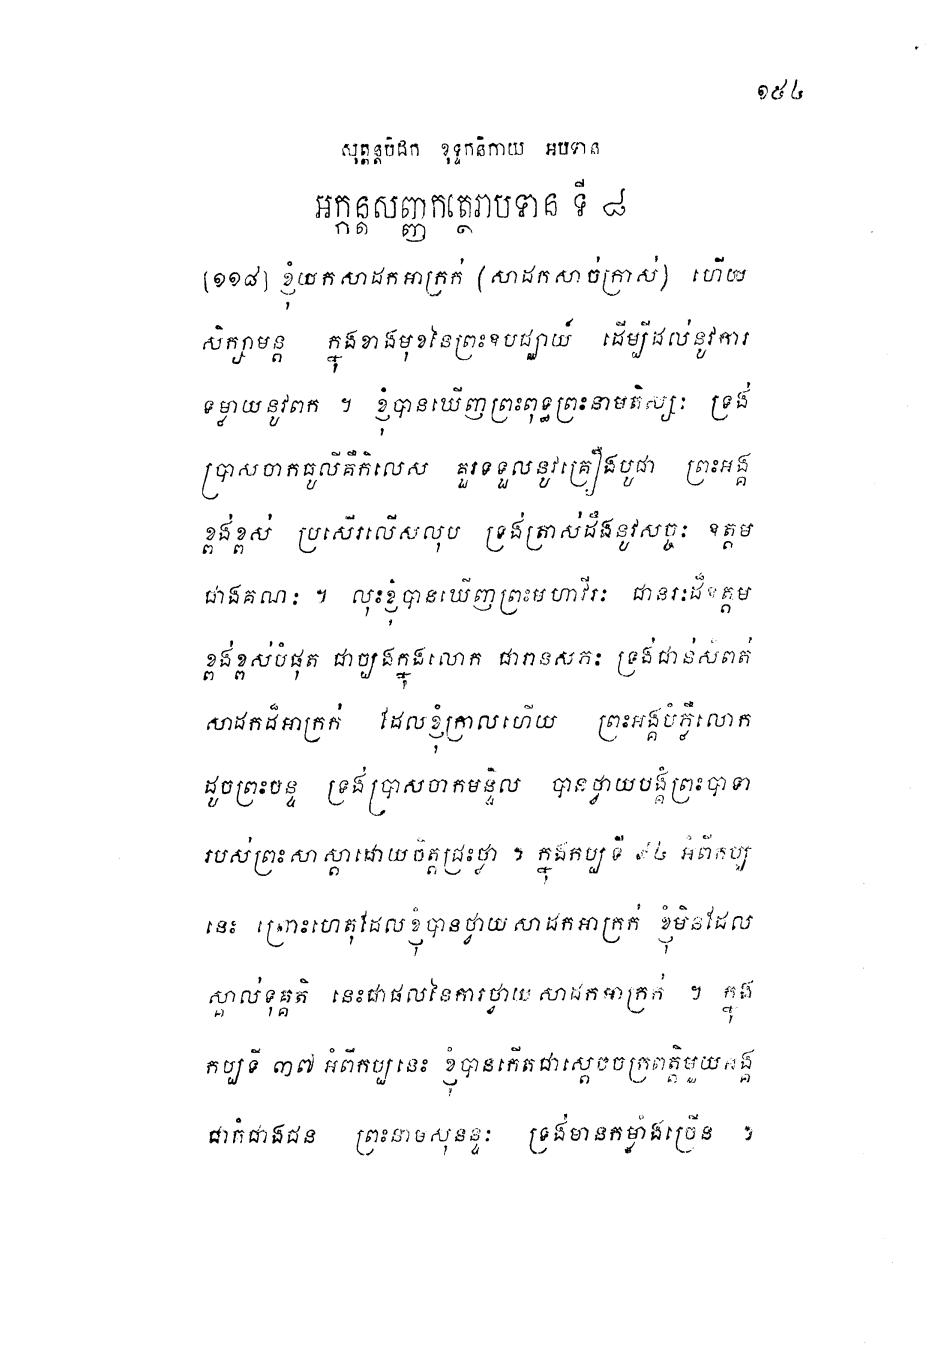 ១៥៤
សុត្តន្តបិដក ខុទ្ទកនិកាយ អបទាន
អក្កន្តសញ្ញកត្ថេរាបទាន ទី ៨
[១១៨] ខ្ញុំយកសាដកអាក្រក់ (សាដកសាច់ក្រាស់) ហើយ
សិក្សាមន្ត ក្នុងខាងមុខនៃព្រះឧបជ្ឈាយ៍ ដើម្បីដល់នូវការ
ទម្លាយនូវពក ។ ខ្ញុំបានឃើញព្រះពុទ្ធព្រះនាមតិស្សៈ ទ្រង់
ប្រាសចាកធូលីគឺកិលេស គួរទទួលនូវគ្រឿងបូជា ព្រះអង្គ
ខ្ពង់ខ្ពស់ ប្រសើរលើសលុប ទ្រង់ត្រាស់ដឹងនូវសច្ចៈ ឧត្តម
ជាងគណៈ ។ លុះខ្ញុំបានឃើញព្រះមហាវីរៈ ជានរៈដ៏ឧត្តម
ខ្ពង់ខ្ពស់បំផុត ជាច្បងក្នុងលោក ជារានសភៈ ទ្រង់ជាន់សំពត់
សាដកដ៏អាក្រក់ ដែលខ្ញុំក្រាលហើយ ព្រះអង្គបំភ្លឺលោក
ដូចព្រះចន្ទ ទ្រង់ប្រាសចាកមន្ទិល បានថ្វាយបង្គំព្រះបាទា
របស់ព្រះសាស្តាដោយចិត្តជ្រះថ្លា ។ ក្នុងកប្បទី ៩៤ អំពីកប្ប
នេះ ព្រោះហេតុដែលខ្ញុំបានថ្វាយសាដកអាក្រក់ ខ្ញុំមិនដែល
ស្គាល់ទុគ្គតិ នេះជាផលនៃការថ្វាយសាដកអាក្រក់ ។ ក្នុង
កប្បទី ៣៧ អំពីកប្បនេះ ខ្ញុំបានកើតជាស្តេចចក្រពត្តិមួយអង្គ
ជាកំជាងជន ព្រះនាមសុនន្ទៈ ទ្រង់មានកម្លាំងច្រើន ។